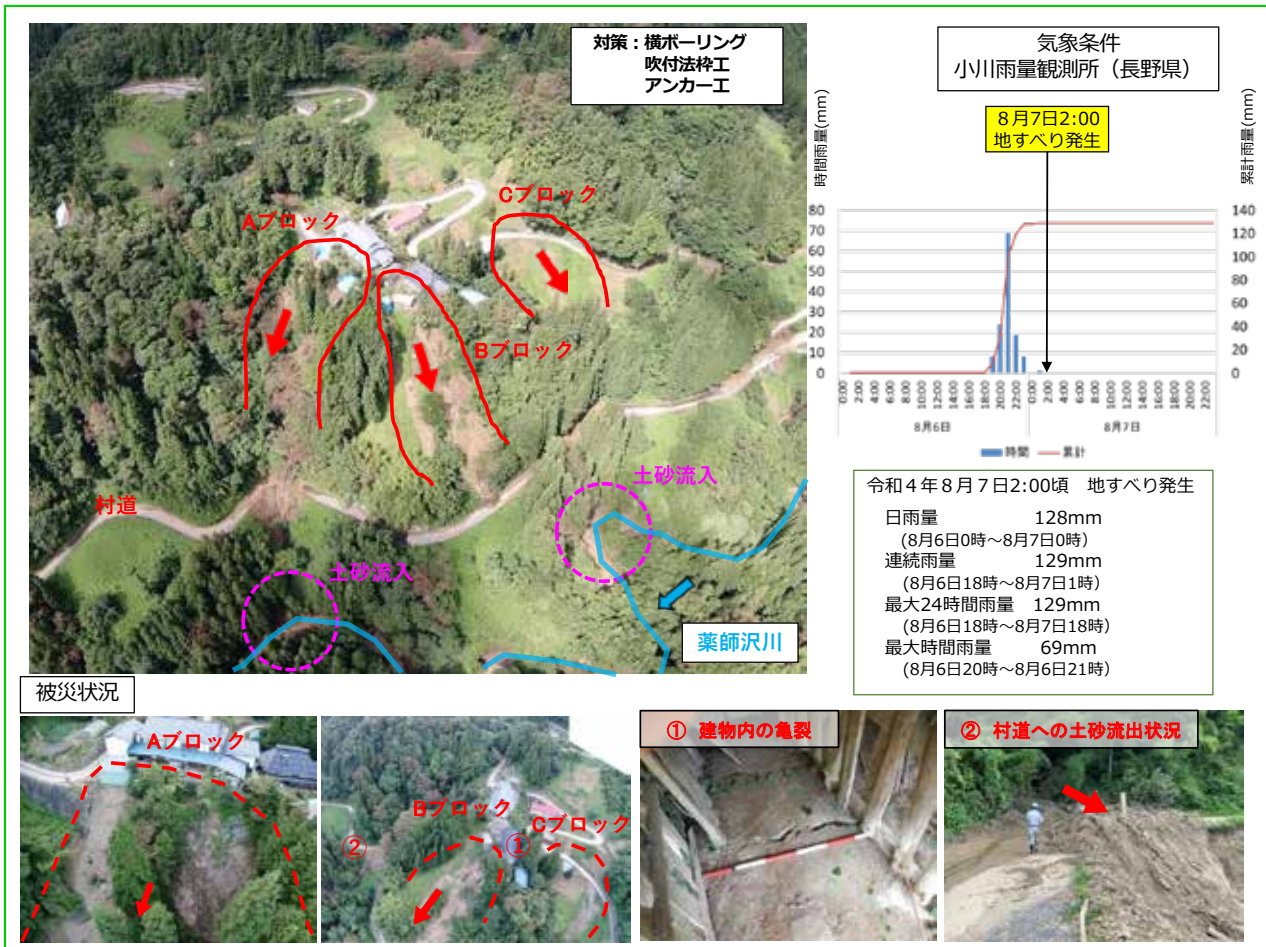 対策：横ボーリング
吹付法枠工
アンカー工
Aブロック
Cブロック
Bブロック
土砂流入
村道
土砂流入
薬師沢川
気象条件
小川雨量観測所（長野県）
8月7日2:00
地すべり発生
時間雨量(mm)
累計雨量(mm)
80
70
60
50
40
30
20
10
0
140
120
100
80
60
40
20
0
0:00
2:00
4:00
6:00
8:00
10:00
12:00
14:00
16:00
18:00
20:00
22:00
0:00
2:00
4:00
6:00
8:00
10:00
12:00
14:00
16:00
18:00
20:00
22:00
8月6日
8月7日
時間
累計
令和４年８月７日2:00頃　地すべり発生
日雨量　128mm
(8月6日0時～8月7日0時)
連続雨量　129mm
(8月6日18時～8月7日1時)
最大24時間雨量　129mm
(8月6日18時～8月7日18時)
最大時間雨量　69mm
(8月6日20時～8月6日21時)
被災状況
Aブロック
Bブロック
Cブロック
②
①
① 建物内の亀裂
② 村道への土砂流出状況